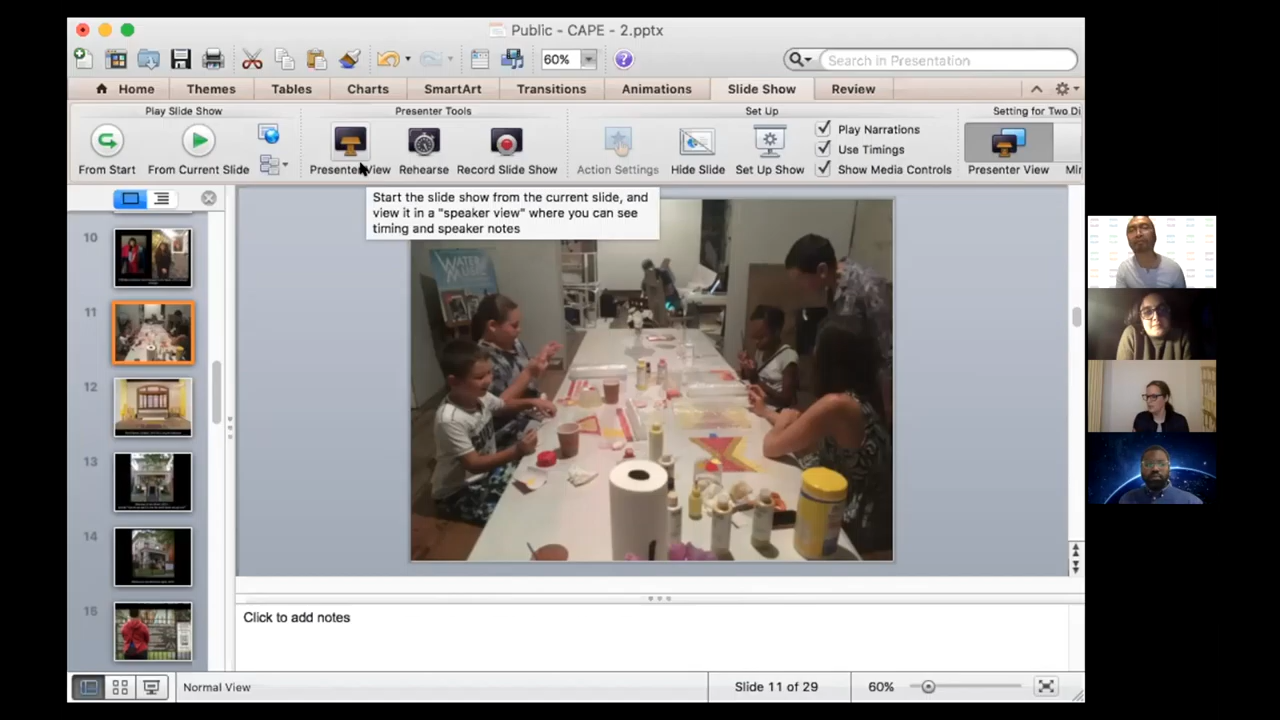 Public - CAPE - 2.pptx
60%
Search in Presentation
Home Themes Tables Charts SmartArt Transitions Animations Slide Show Review
Play Slide Show Presenter Tools Set Up Setting for Two Di
From Start From Current Slide Presenter View Rehearse Record Slide Show Action Settings Hide Slide Set Up Show
Play Narrations
Use Timings
Show Media Controls
Presenter View Mir
Start the slide show from the current slide, and
view it in a "speaker view" where you can see
timing and speaker notes
10
11
12
13
14
15
WATER
MUSIC
Click to add notes
Normal View Slide 11 of 29 60%